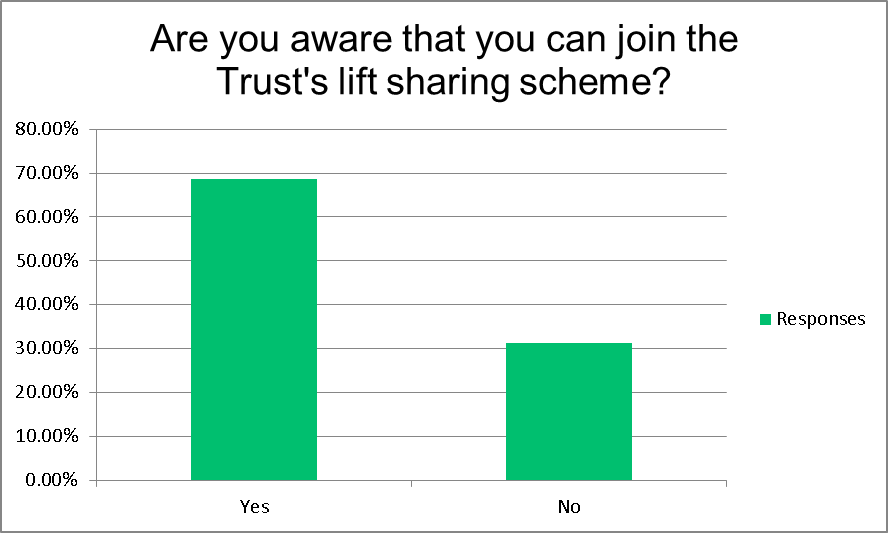 Are you aware that you can join the
Trust's lift sharing scheme?
80.00%
70.00%
60.00%
50.00%
40.00%
30.00%
20.00%
10.00%
0.00%
Yes
No
Responses